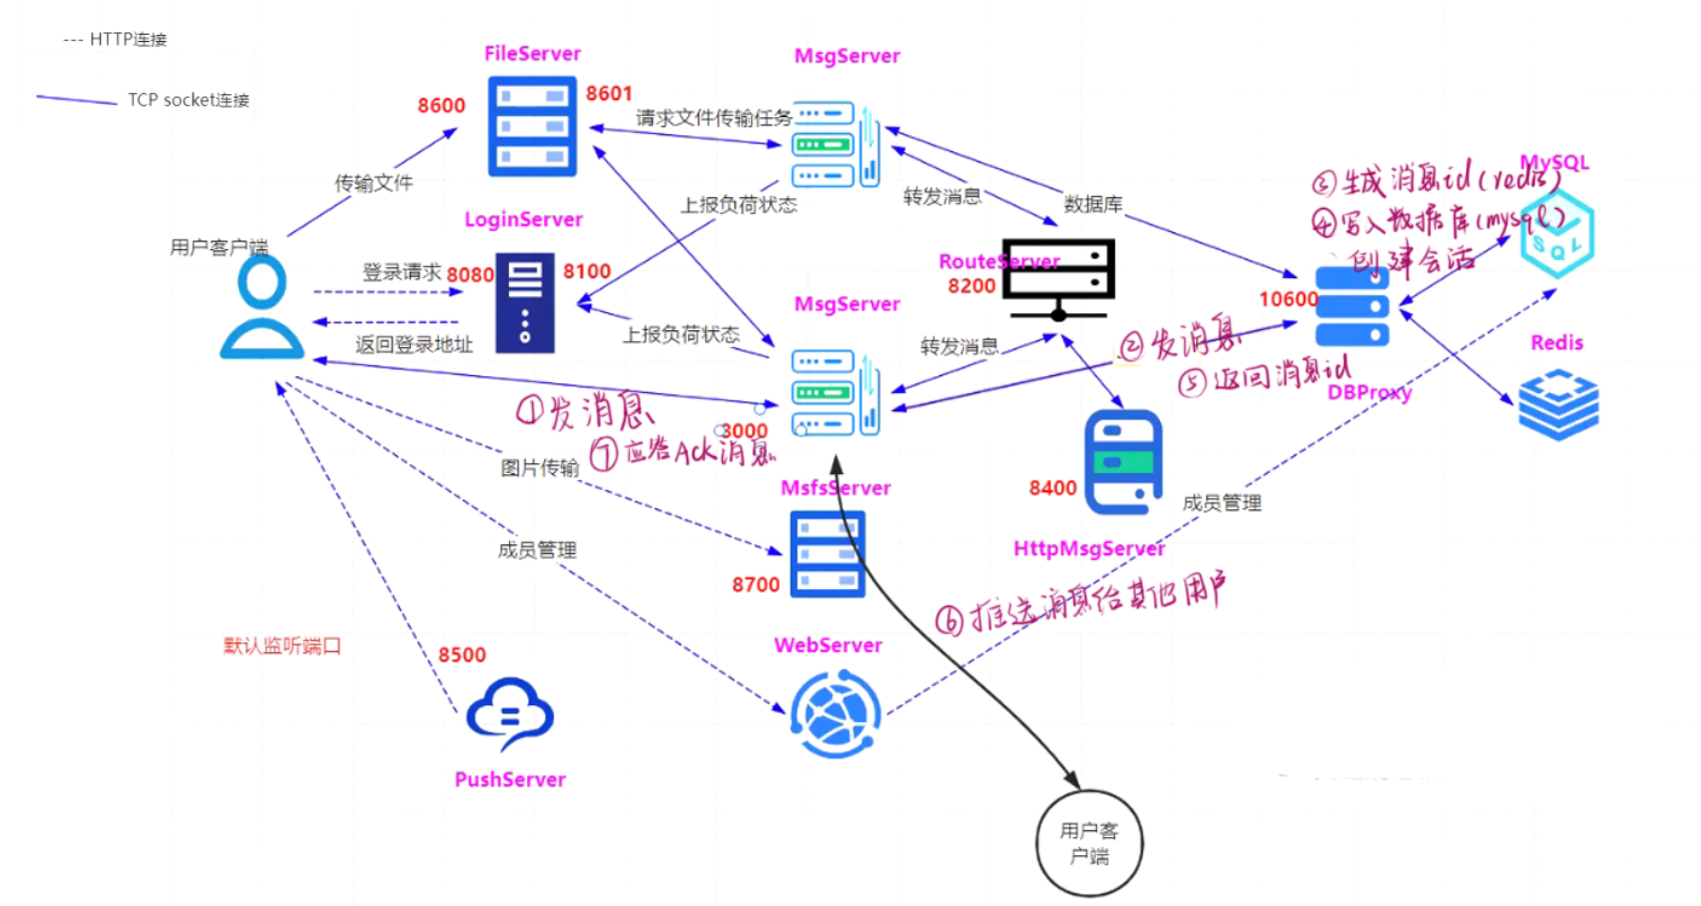 --- HTTP连接
TCP socket连接
FileServer
8600
8601
MsgServer
请求文件传输任务
传输文件
上报负荷状态
转发消息
数据库
MySQL
③生成消息id(redis)
④写入数据库(mysql)
创建会话
SQL
LoginServer
用户客户端
登录请求
8080
8100
返回登录地址
上报负荷状态
MsgServer
RouteServer
8200
10600
转发消息
②发消息
⑤返回消息id
DBProxy
Redis
①发消息
3000
⑦应答Ack消息
图片传输
MsfsServer
8700
8400
HttpMsgServer
成员管理
成员管理
⑥推送消息给其他用户
默认监听端口
8500
PushServer
WebServer
用户客
户端